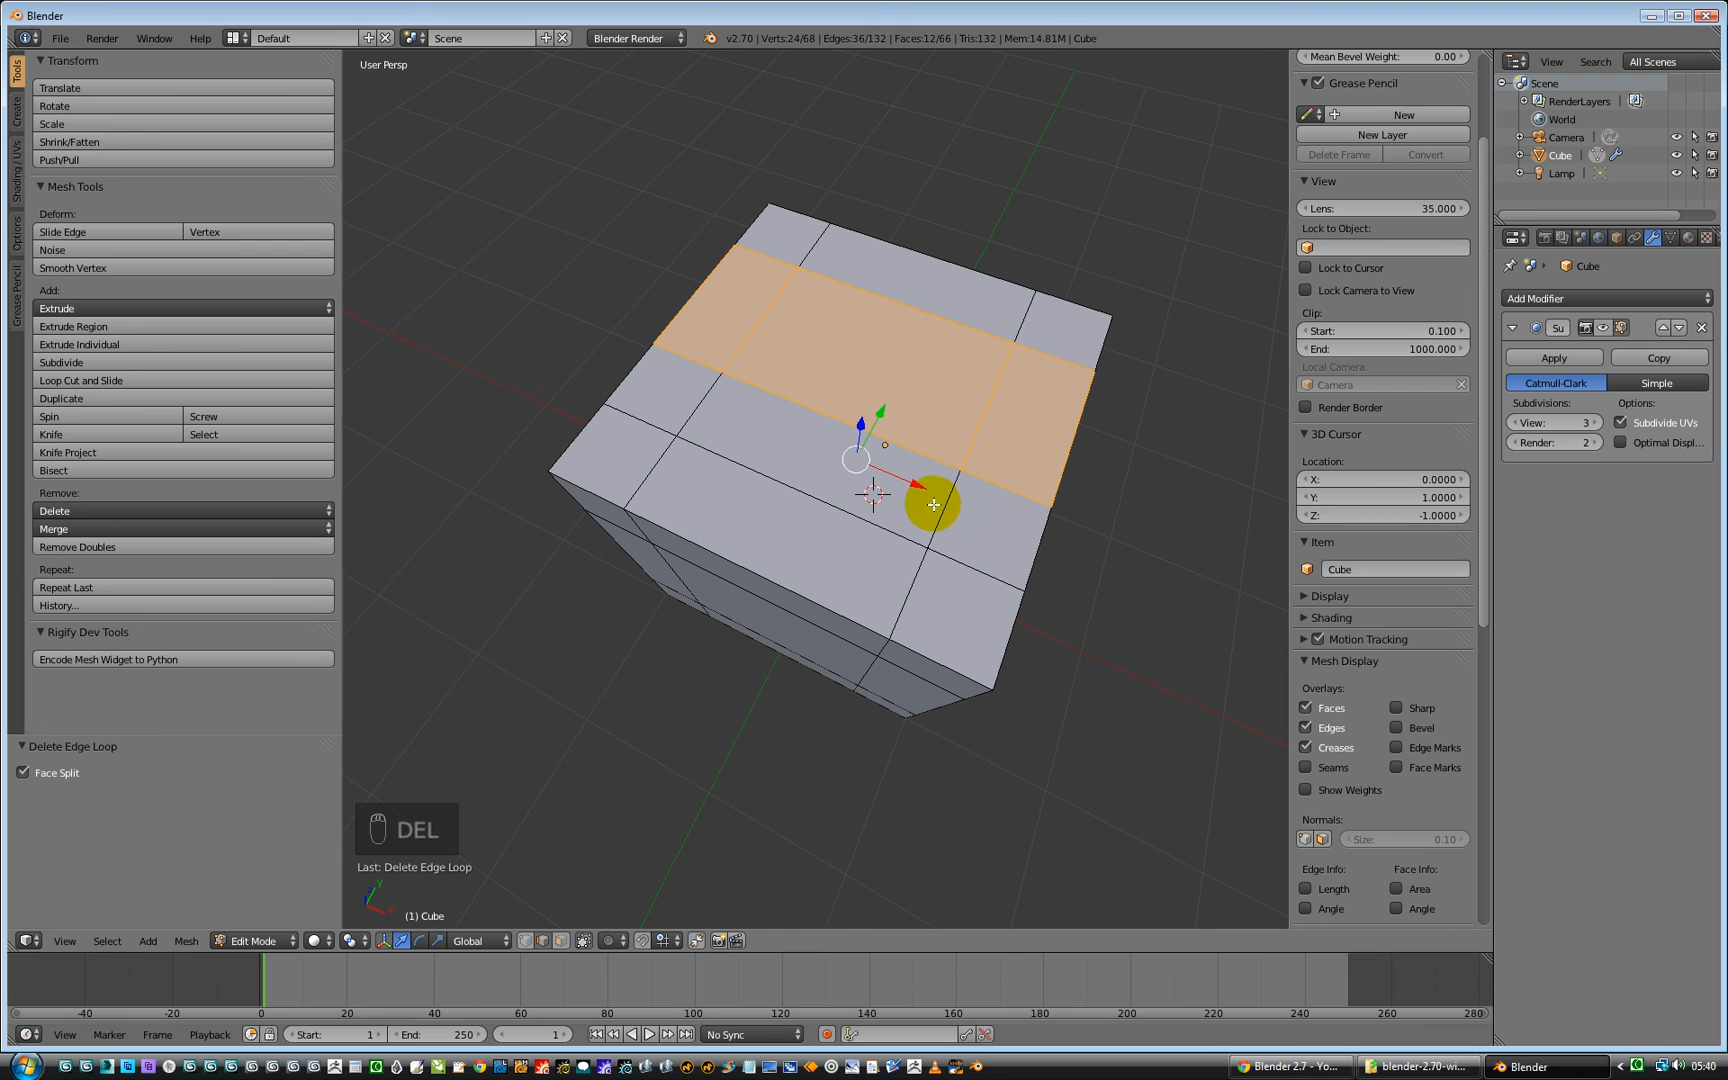 Blender
File Render Window Help Default Scene Blender Render v2.70 | Verts:24/68 | Edges:36/132 | Faces:12/66 | Tris:132 | Mem:14.81M | Cube
Tools
Create
Shading / UVs
Options
Grease Pencil
Transform
Translate
Rotate
Scale
Shrink/Fatten
Push/Pull
Mesh Tools
Deform:
Slide Edge Vertex
Noise
Smooth Vertex
Add:
Extrude
Extrude Region
Extrude Individual
Subdivide
Loop Cut and Slide
Duplicate
Spin Screw
Knife Select
Knife Project
Bisect
Remove:
Delete
Merge
Remove Doubles
Repeat:
Repeat Last
History...
Rigify Dev Tools
Encode Mesh Widget to Python
Delete Edge Loop
Face Split
User Persp
DEL
Last: Delete Edge Loop
(1) Cube
Mean Bevel Weight: 0.00
Grease Pencil
New
New Layer
Delete Frame Convert
View
Lens: 35.000
Lock to Object:
Lock to Cursor
Lock Camera to View
Clip:
Start: 0.100
End: 1000.000
Local Camera:
Camera
Render Border
3D Cursor
Location:
X: 0.0000
Y: 1.0000
Z: -1.0000
Item
Cube
Display
Shading
Motion Tracking
Mesh Display
Overlays:
Faces Sharp
Edges Bevel
Creases Edge Marks
Seams Face Marks
Show Weights
Normals:
Size: 0.10
Edge Info: Face Info:
Length Area
Angle Angle
View Search All Scenes
Scene
RenderLayers
World
Camera
Cube
Lamp
Cube
Add Modifier
Su
Apply Copy
Catmull-Clark Simple
Subdivisions: Options:
View: 3 Subdivide UVs
Render: 2 Optimal Displ...
View Select Add Mesh Edit Mode Global
-40 -20 0 20 40 60 80 100 120 140 160 180 200 220 240 260 280
View Marker Frame Playback Start: 1 End: 250 1 No Sync
Blender 2.7 - Yo... blender-2.70-wi... Blender 05:40